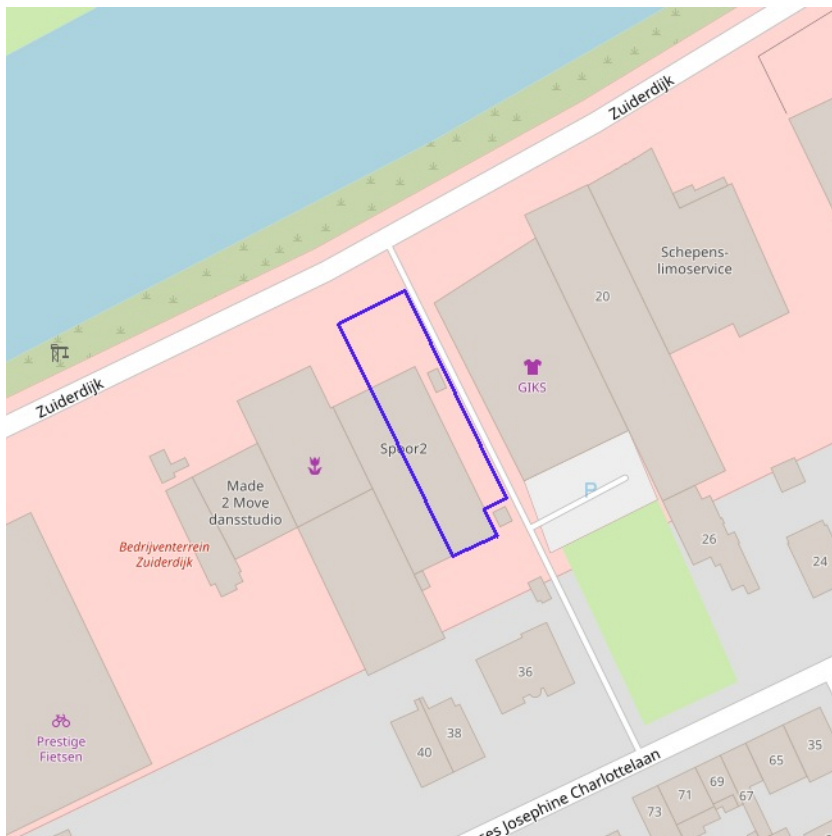 Zuiderdijk
Schepens-
limoservice
20
GIKS
Zuiderdijk
Spoor2
Made
2 Move
dansstudio
P
Bedrijventerrein
Zuiderdijk
26
24
36
38
40
Prestige
Fietsen
35
65
69
67
71
73
ses Josephine Charlottelaan